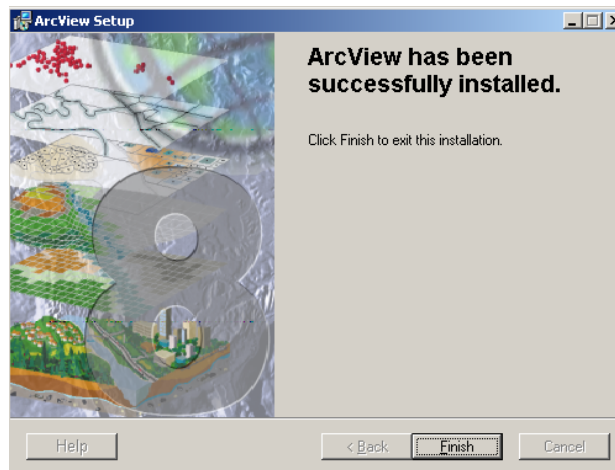 ArcView Setup
ArcView has been
successfully installed.
Click Finish to exit this installation.
Help
< Back
Finish
Cancel